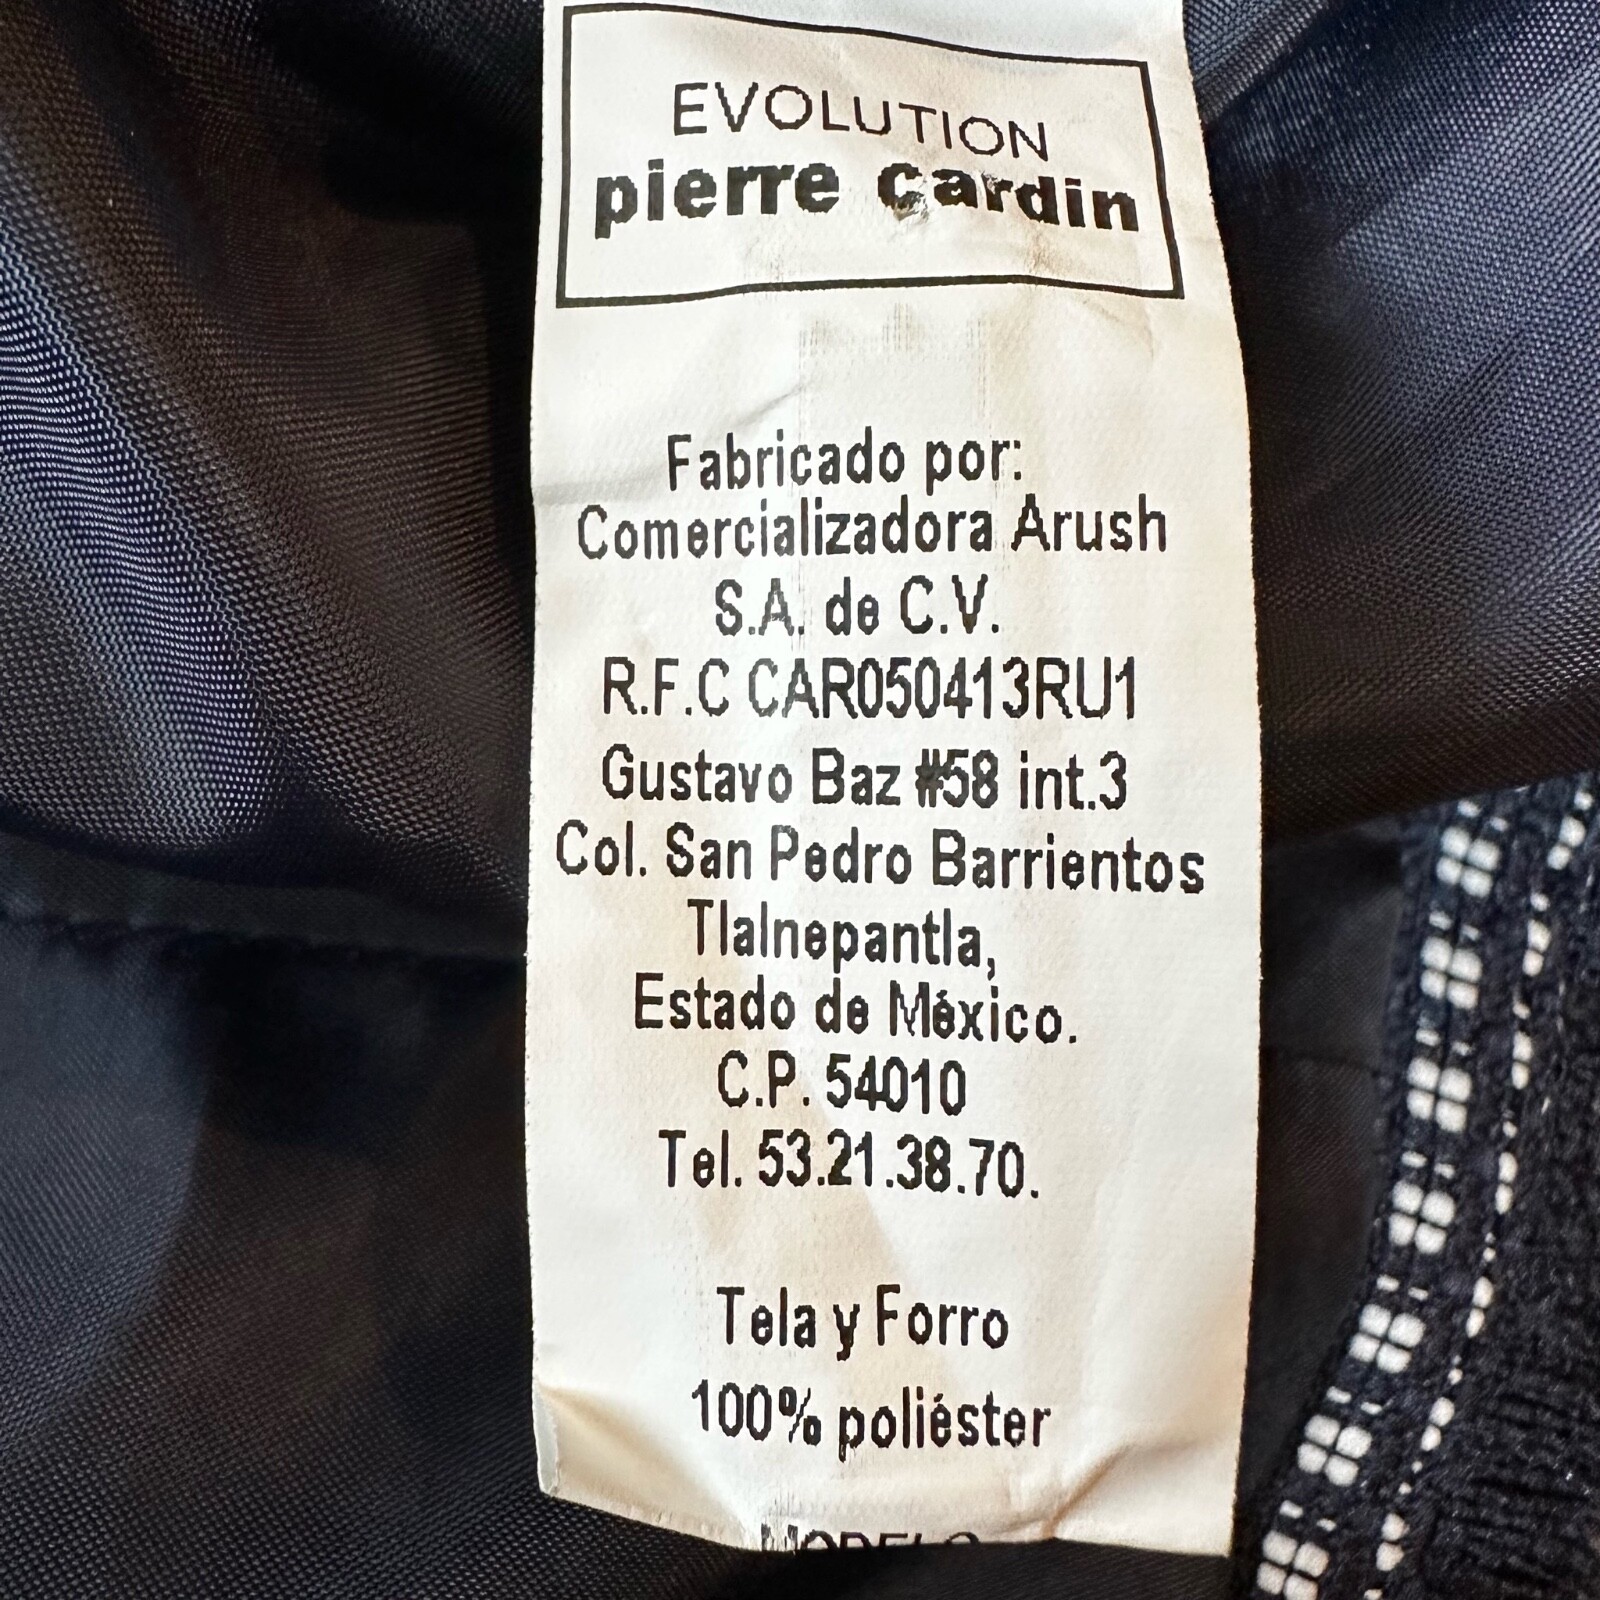 EVOLUTION
pierre cardin
Fabricado por:
Comercializadora Arush
S.A. de C.V.
R.F.C CAR050413RU1
Gustavo Baz #58 int.3
Col. San Pedro Barrientos
Tlalnepantla,
Estado de México.
C.P. 54010
Tel. 53.21.38.70.
Tela y Forro
100% poliéster
MODELO